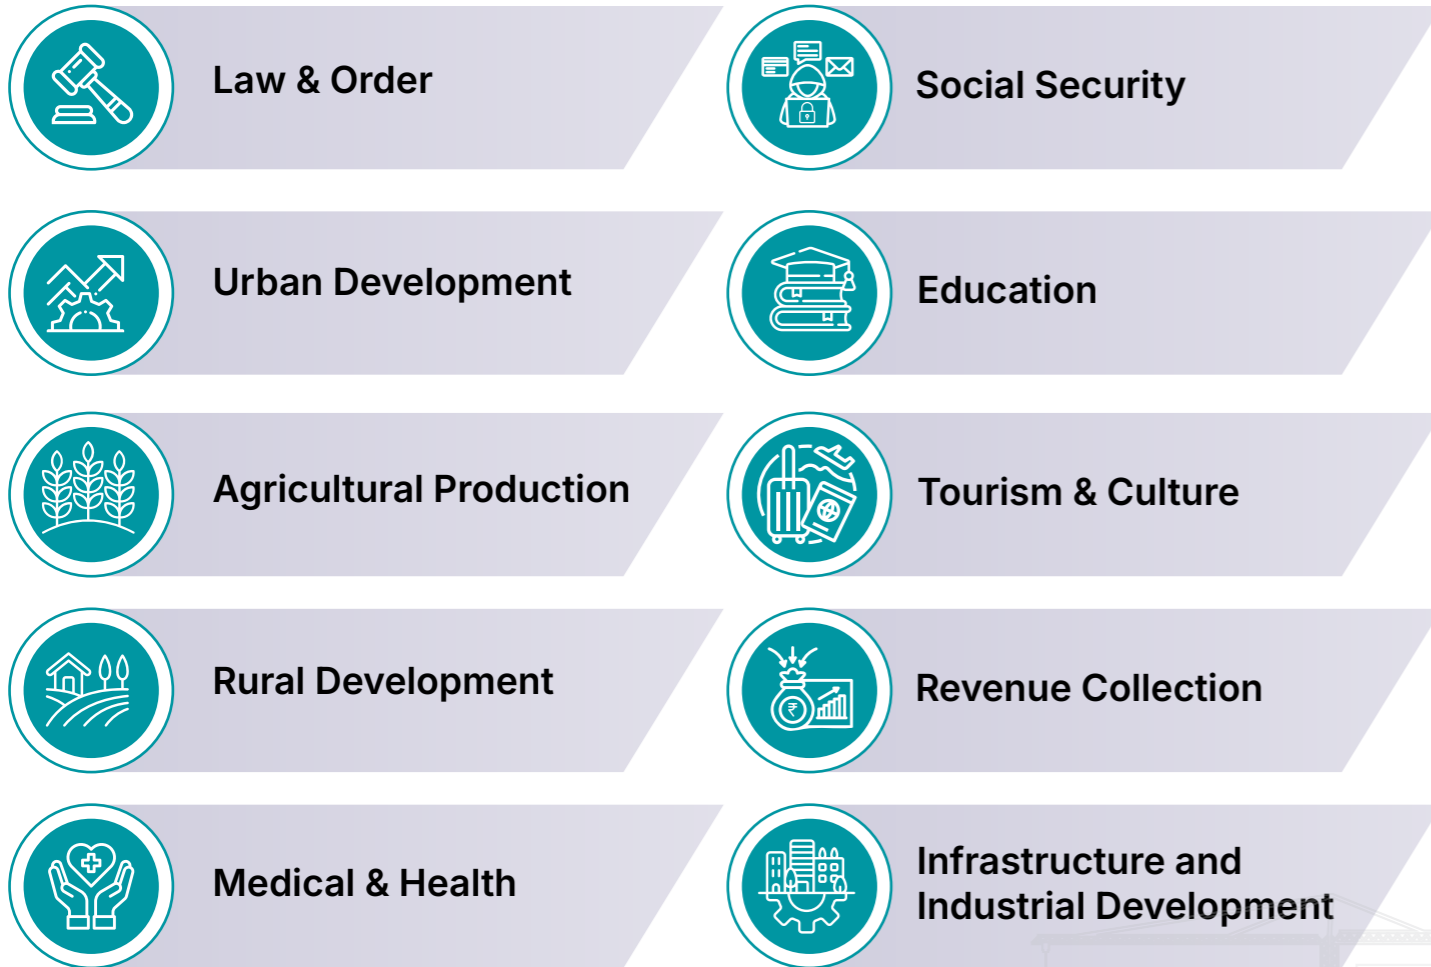 Law & Order
Social Security
Urban Development
Education
Agricultural Production
Tourism & Culture
Rural Development
Revenue Collection
₹
Medical & Health
Infrastructure and
Industrial Development